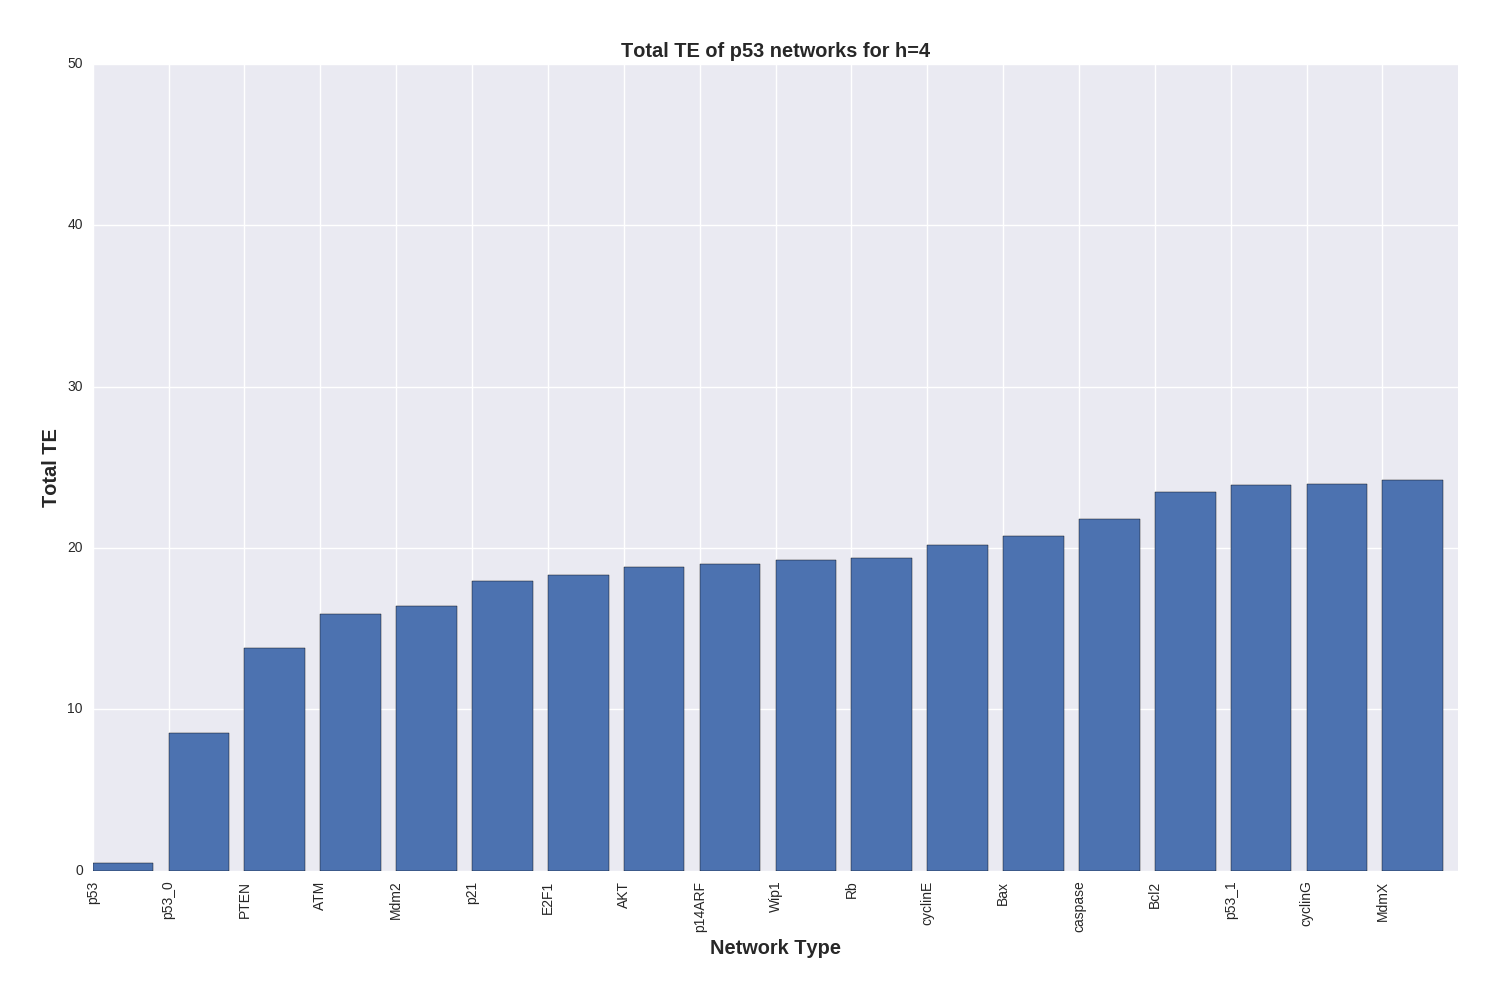 Total TE of p53 networks for h=4
50
40
30
20
10
0
Total TE
p53
p53_0
PTEN
ATM
Mdm2
p21
E2F1
AKT
p14ARF
Wip1
Rb
cyclinE
Bax
caspase
Bcl2
p53_1
cyclinG
MdmX
Network Type